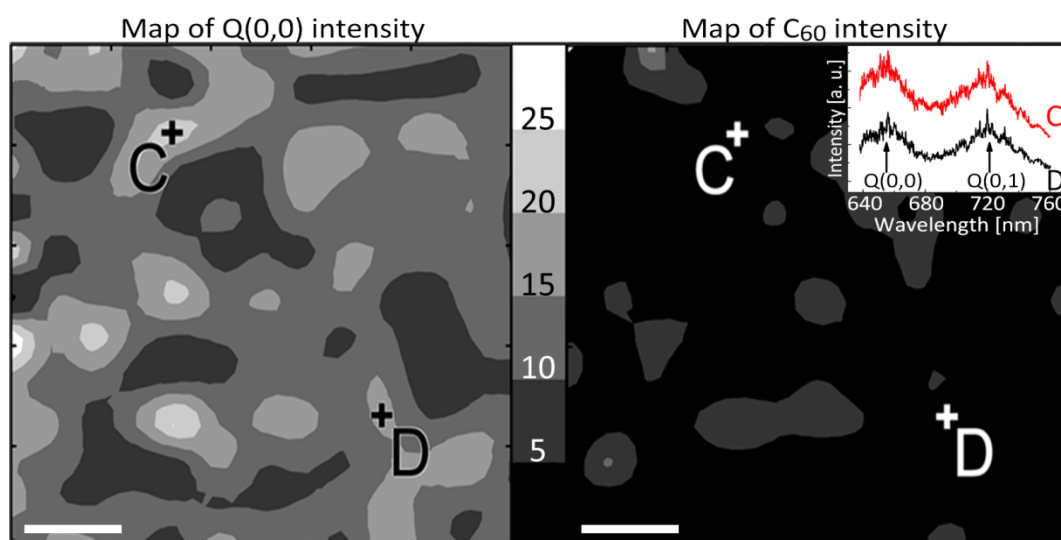 Map of Q(0,0) intensity
Map of C₆₀ intensity
C
D
25
20
15
10
5
C
D
Intensity [a. u.]
C
D
Q(0,0)
Q(0,1)
640 680 720 760
Wavelength [nm]